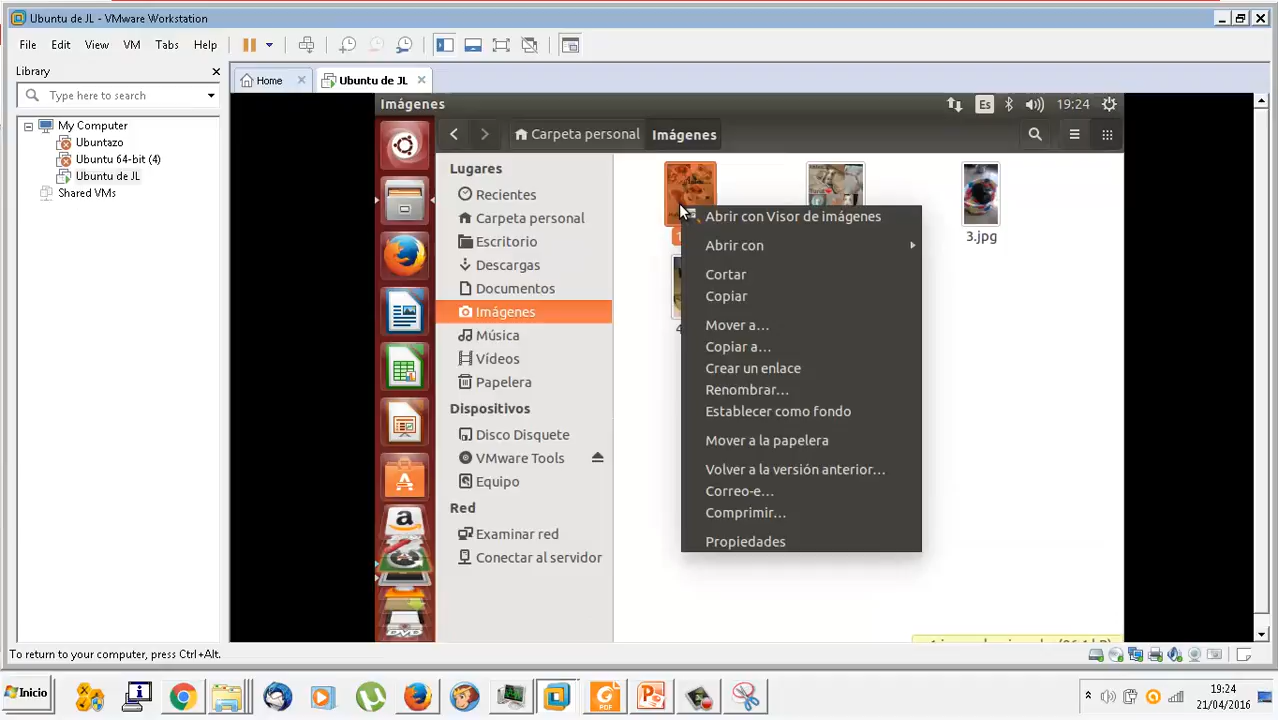 Ubuntu de JL - VMware Workstation
File Edit View VM Tabs Help
Library
Type here to search
Home
Ubuntu de JL
My Computer
Ubuntazo
Ubuntu 64-bit (4)
Ubuntu de JL
Shared VMs
Imágenes
Es
19:24
Carpeta personal
Imágenes
Lugares
Recientes
Carpeta personal
Escritorio
Descargas
Documentos
Imágenes
Música
Vídeos
Papelera
Dispositivos
Disco Disquete
VMware Tools
Equipo
Red
Examinar red
Conectar al servidor
3.jpg
Abrir con Visor de imágenes
Abrir con
Cortar
Copiar
Mover a...
Copiar a...
Crear un enlace
Renombrar...
Establecer como fondo
Mover a la papelera
Volver a la versión anterior...
Correo-e...
Comprimir...
Propiedades
To return to your computer, press Ctrl+Alt.
Inicio
PDF
19:24
21/04/2016